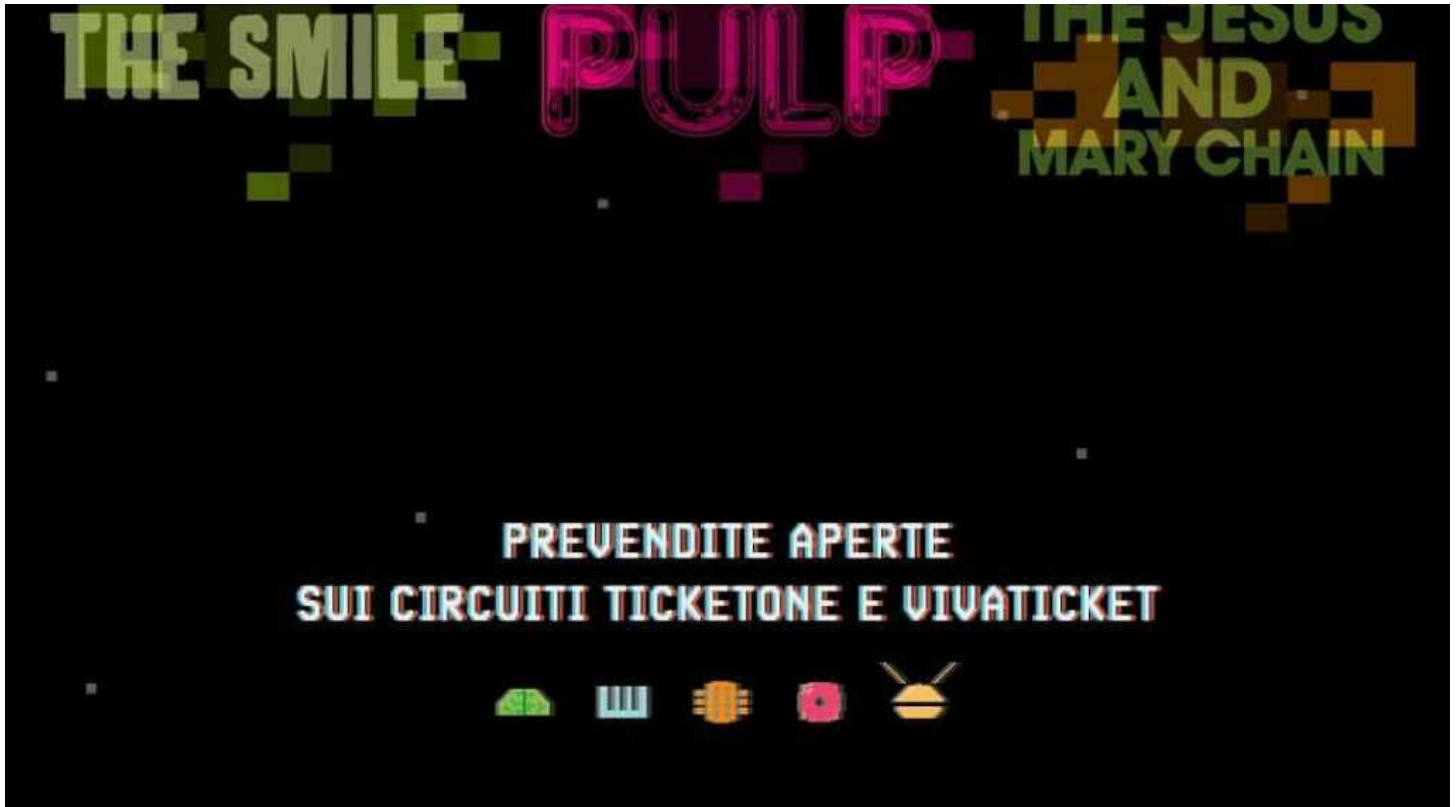 THE SMILE
PULP
THE JESUS
AND
MARY CHAIN
PREVENDITE APERTE
SUI CIRCUITI TICKETONE E VIVATICKET